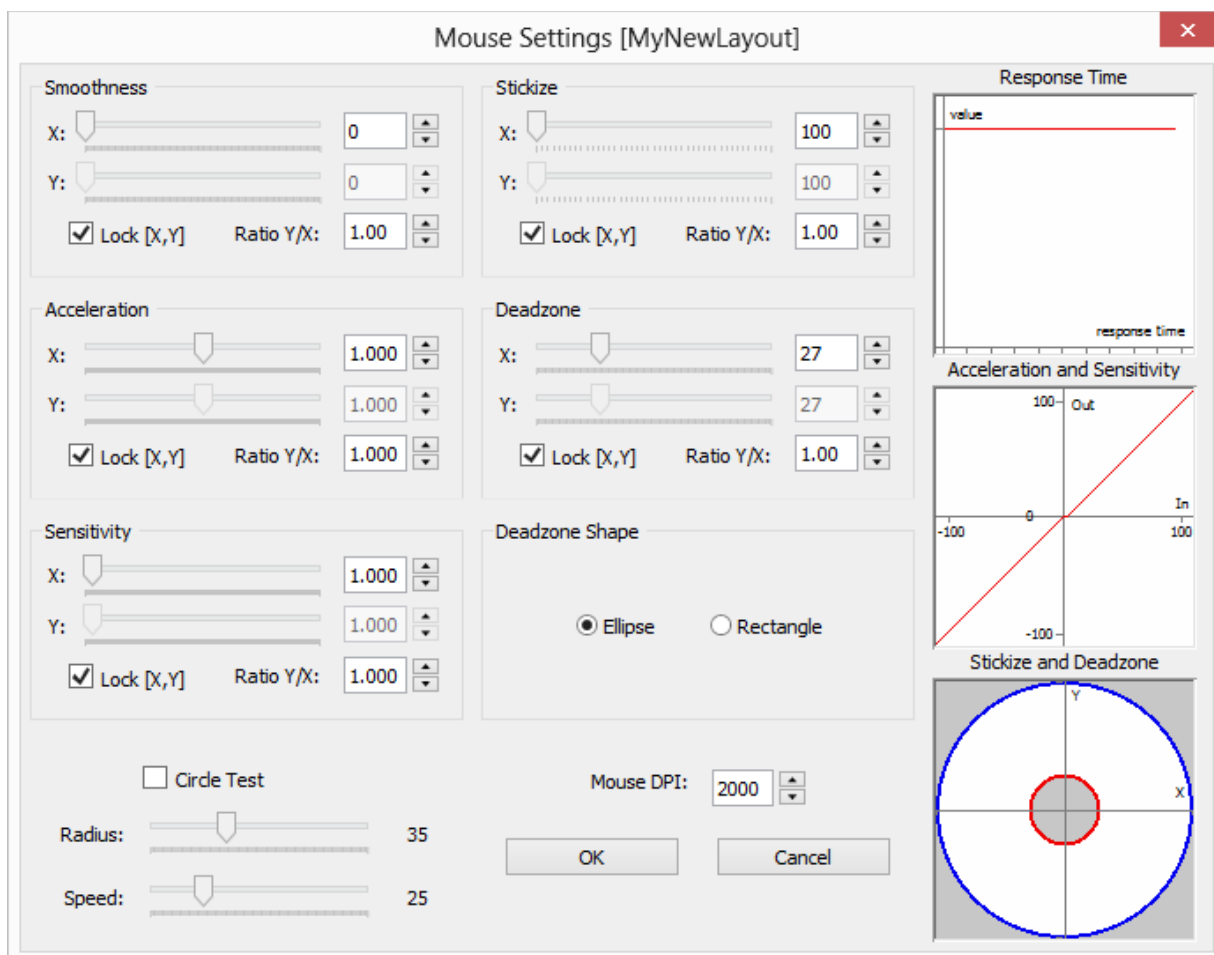 Mouse Settings [MyNewLayout]
Smoothness
X: 0
Y: 0
Lock [X,Y] Ratio Y/X: 1.00
Stickize
X: 100
Y: 100
Lock [X,Y] Ratio Y/X: 1.00
Acceleration
X: 1.000
Y: 1.000
Lock [X,Y] Ratio Y/X: 1.000
Deadzone
X: 27
Y: 27
Lock [X,Y] Ratio Y/X: 1.00
Sensitivity
X: 1.000
Y: 1.000
Lock [X,Y] Ratio Y/X: 1.000
Deadzone Shape
Ellipse Rectangle
Circle Test
Radius: 35
Speed: 25
Mouse DPI: 2000
OK Cancel
Response Time
value
response time
Acceleration and Sensitivity
100 Out
In
0
-100 100
-100
Stickize and Deadzone
Y
X